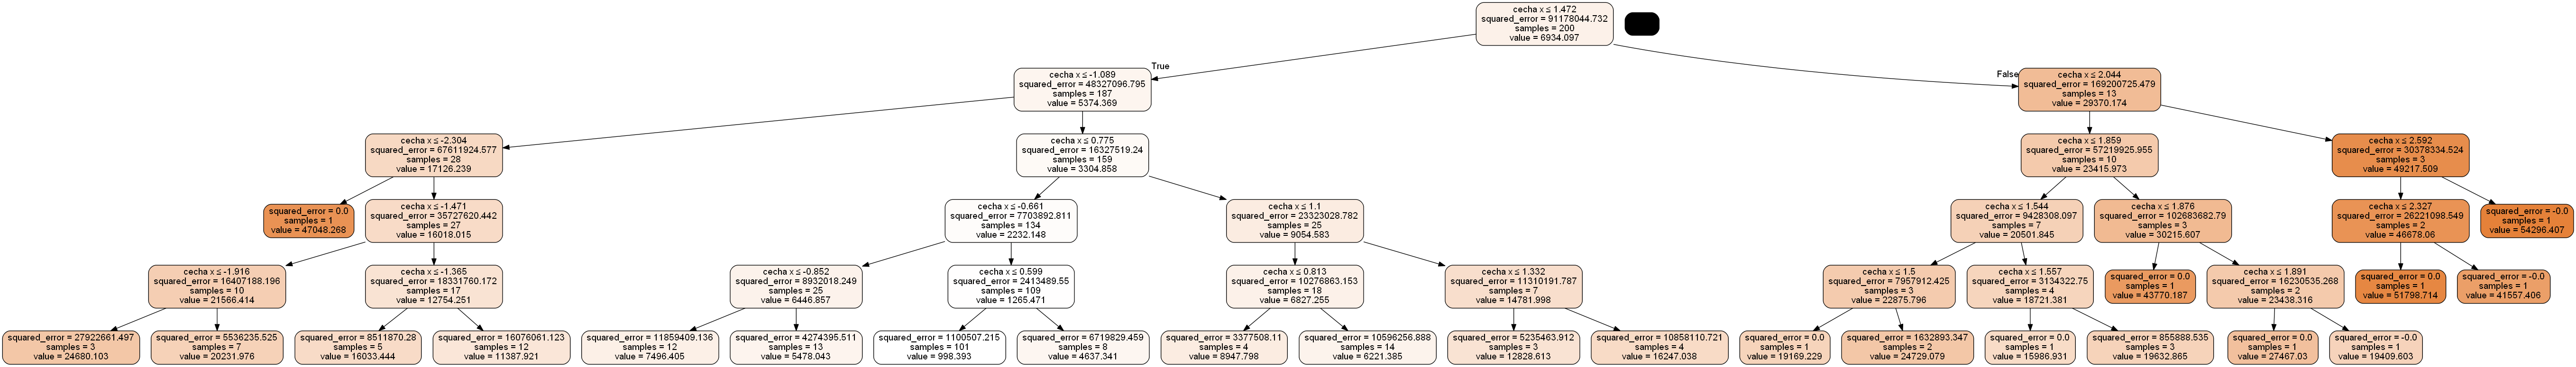 cecha x ≤ 1.472
squared_error = 91178044.732
samples = 200
value = 6934.097
True
False
cecha x ≤ -1.089
squared_error = 48327096.795
samples = 187
value = 5374.369
cecha x ≤ 2.044
squared_error = 169200725.479
samples = 13
value = 29370.174
cecha x ≤ -2.304
squared_error = 67611924.577
samples = 28
value = 17126.239
cecha x ≤ 0.775
squared_error = 16327519.24
samples = 159
value = 3304.858
cecha x ≤ 1.859
squared_error = 57219925.955
samples = 10
value = 23415.973
cecha x ≤ 2.592
squared_error = 30378334.524
samples = 3
value = 49217.509
squared_error = 0.0
samples = 1
value = 47048.268
cecha x ≤ -1.471
squared_error = 35727620.442
samples = 27
value = 16018.015
cecha x ≤ -0.661
squared_error = 7703892.811
samples = 134
value = 2232.148
cecha x ≤ 1.1
squared_error = 23323028.782
samples = 25
value = 9054.583
cecha x ≤ 1.544
squared_error = 9428308.097
samples = 7
value = 20501.845
cecha x ≤ 1.876
squared_error = 102683682.79
samples = 3
value = 30215.607
cecha x ≤ 2.327
squared_error = 26221098.549
samples = 2
value = 46678.06
squared_error = -0.0
samples = 1
value = 54296.407
cecha x ≤ -1.916
squared_error = 16407188.196
samples = 10
value = 21566.414
cecha x ≤ -1.365
squared_error = 18331760.172
samples = 17
value = 12754.251
cecha x ≤ -0.852
squared_error = 8932018.249
samples = 25
value = 6446.857
cecha x ≤ 0.599
squared_error = 2413489.55
samples = 109
value = 1265.471
cecha x ≤ 0.813
squared_error = 10276863.153
samples = 18
value = 6827.255
cecha x ≤ 1.332
squared_error = 11310191.787
samples = 7
value = 14781.998
cecha x ≤ 1.5
squared_error = 7957912.425
samples = 3
value = 22875.796
cecha x ≤ 1.557
squared_error = 3134322.75
samples = 4
value = 18721.381
squared_error = 0.0
samples = 1
value = 43770.187
cecha x ≤ 1.891
squared_error = 16230535.268
samples = 2
value = 23438.316
squared_error = 0.0
samples = 1
value = 51798.714
squared_error = -0.0
samples = 1
value = 41557.406
squared_error = 27922661.497
samples = 3
value = 24680.103
squared_error = 5536235.525
samples = 7
value = 20231.976
squared_error = 8511870.28
samples = 5
value = 16033.444
squared_error = 16076061.123
samples = 12
value = 11387.921
squared_error = 11859409.136
samples = 12
value = 7496.405
squared_error = 4274395.511
samples = 13
value = 5478.043
squared_error = 1100507.215
samples = 101
value = 998.393
squared_error = 6719829.459
samples = 8
value = 4637.341
squared_error = 3377508.11
samples = 4
value = 8947.798
squared_error = 10596256.888
samples = 14
value = 6221.385
squared_error = 5235463.912
samples = 3
value = 12828.613
squared_error = 10858110.721
samples = 4
value = 16247.038
squared_error = 0.0
samples = 1
value = 19169.229
squared_error = 1632893.347
samples = 2
value = 24729.079
squared_error = 0.0
samples = 1
value = 15986.931
squared_error = 855888.535
samples = 3
value = 19632.865
squared_error = 0.0
samples = 1
value = 27467.03
squared_error = -0.0
samples = 1
value = 19409.603